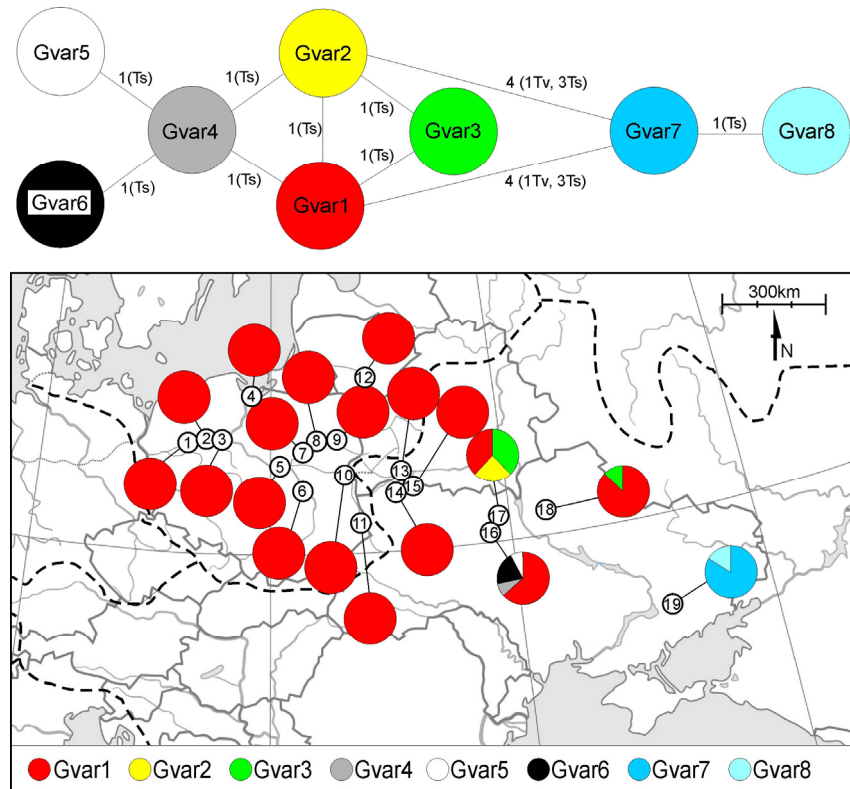 Gvar5
Gvar2
1(Ts)
1(Ts)
4 (1Tv, 3Ts)
1(Ts)
Gvar4
1(Ts)
Gvar3
Gvar7
1(Ts)
Gvar8
1(Ts)
1(Ts)
1(Ts)
4 (1Tv, 3Ts)
Gvar6
Gvar1
300km
N
12
4
1
2
3
7
8
9
5
10
13
6
14
15
11
17
18
16
19
Gvar1 Gvar2 Gvar3 Gvar4 Gvar5 Gvar6 Gvar7 Gvar8